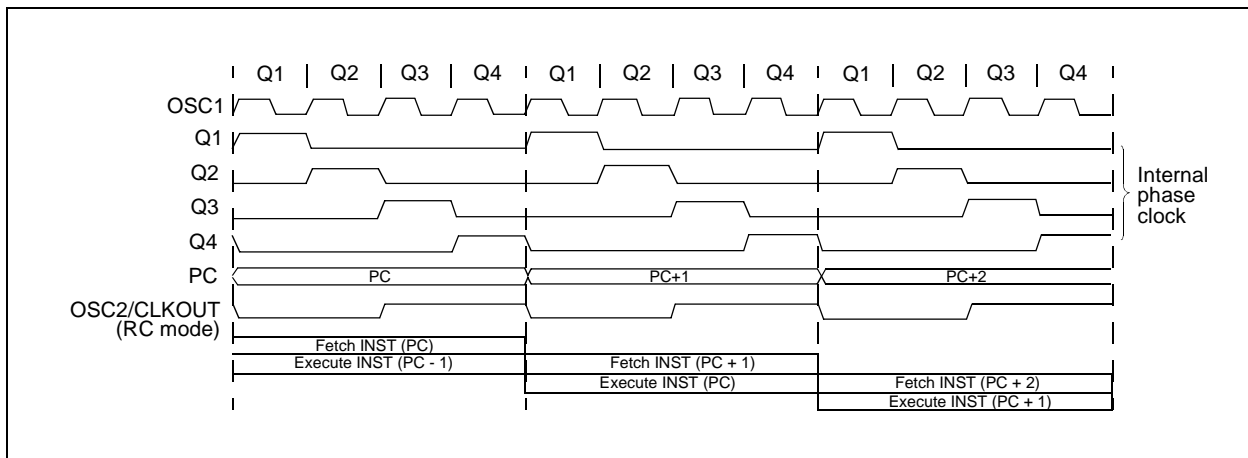 Q1 Q2 Q3 Q4 Q1 Q2 Q3 Q4 Q1 Q2 Q3 Q4
OSC1
Q1
Q2
Q3
Q4
Internal
phase
clock
PC PC PC+1 PC+2
OSC2/CLKOUT
(RC mode)
Fetch INST (PC)
Execute INST (PC - 1) Fetch INST (PC + 1)
Execute INST (PC) Fetch INST (PC + 2)
Execute INST (PC + 1)